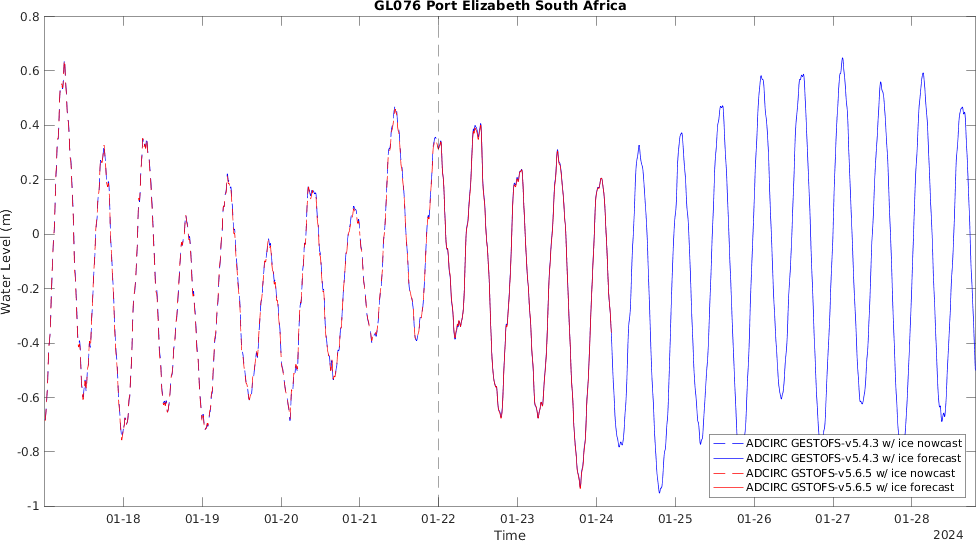 GL076 Port Elizabeth South Africa
0.8
0.6
0.4
0.2
0
-0.2
-0.4
-0.6
-0.8
-1
Water Level (m)
ADCIRC GESTOFS-v5.4.3 w/ ice nowcast
ADCIRC GESTOFS-v5.4.3 w/ ice forecast
ADCIRC GSTOFS-v5.6.5 w/ ice nowcast
ADCIRC GSTOFS-v5.6.5 w/ ice forecast
01-18 01-19 01-20 01-21 01-22 01-23 01-24 01-25 01-26 01-27 01-28
Time
2024